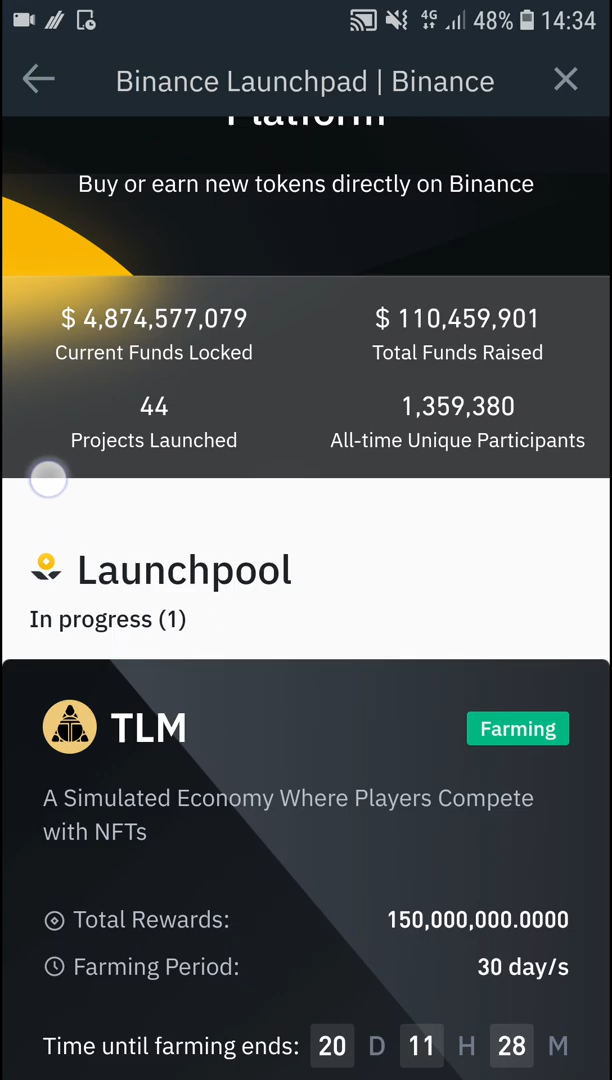 4G 48% 14:34
Binance Launchpad | Binance
Platform
Buy or earn new tokens directly on Binance
$ 4,874,577,079 $ 110,459,901
Current Funds Locked Total Funds Raised
44 1,359,380
Projects Launched All-time Unique Participants
Launchpool
In progress (1)
TLM Farming
A Simulated Economy Where Players Compete
with NFTs
Total Rewards: 150,000,000.0000
Farming Period: 30 day/s
Time until farming ends: 20 D 11 H 28 M